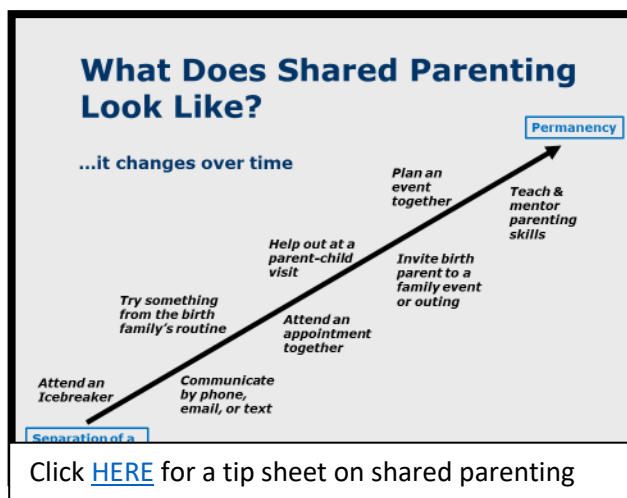 What Does Shared Parenting
Look Like?
Permanency
...it changes over time
Plan an
event
together
Teach &
mentor
parenting
skills
Help out at a
parent-child
visit
Invite birth
parent to a
family event
or outing
Try something
from the birth
family's routine
Attend an
appointment
together
Attend an
Icebreaker
Communicate
by phone,
email, or text
Separation of a
Click HERE for a tip sheet on shared parenting